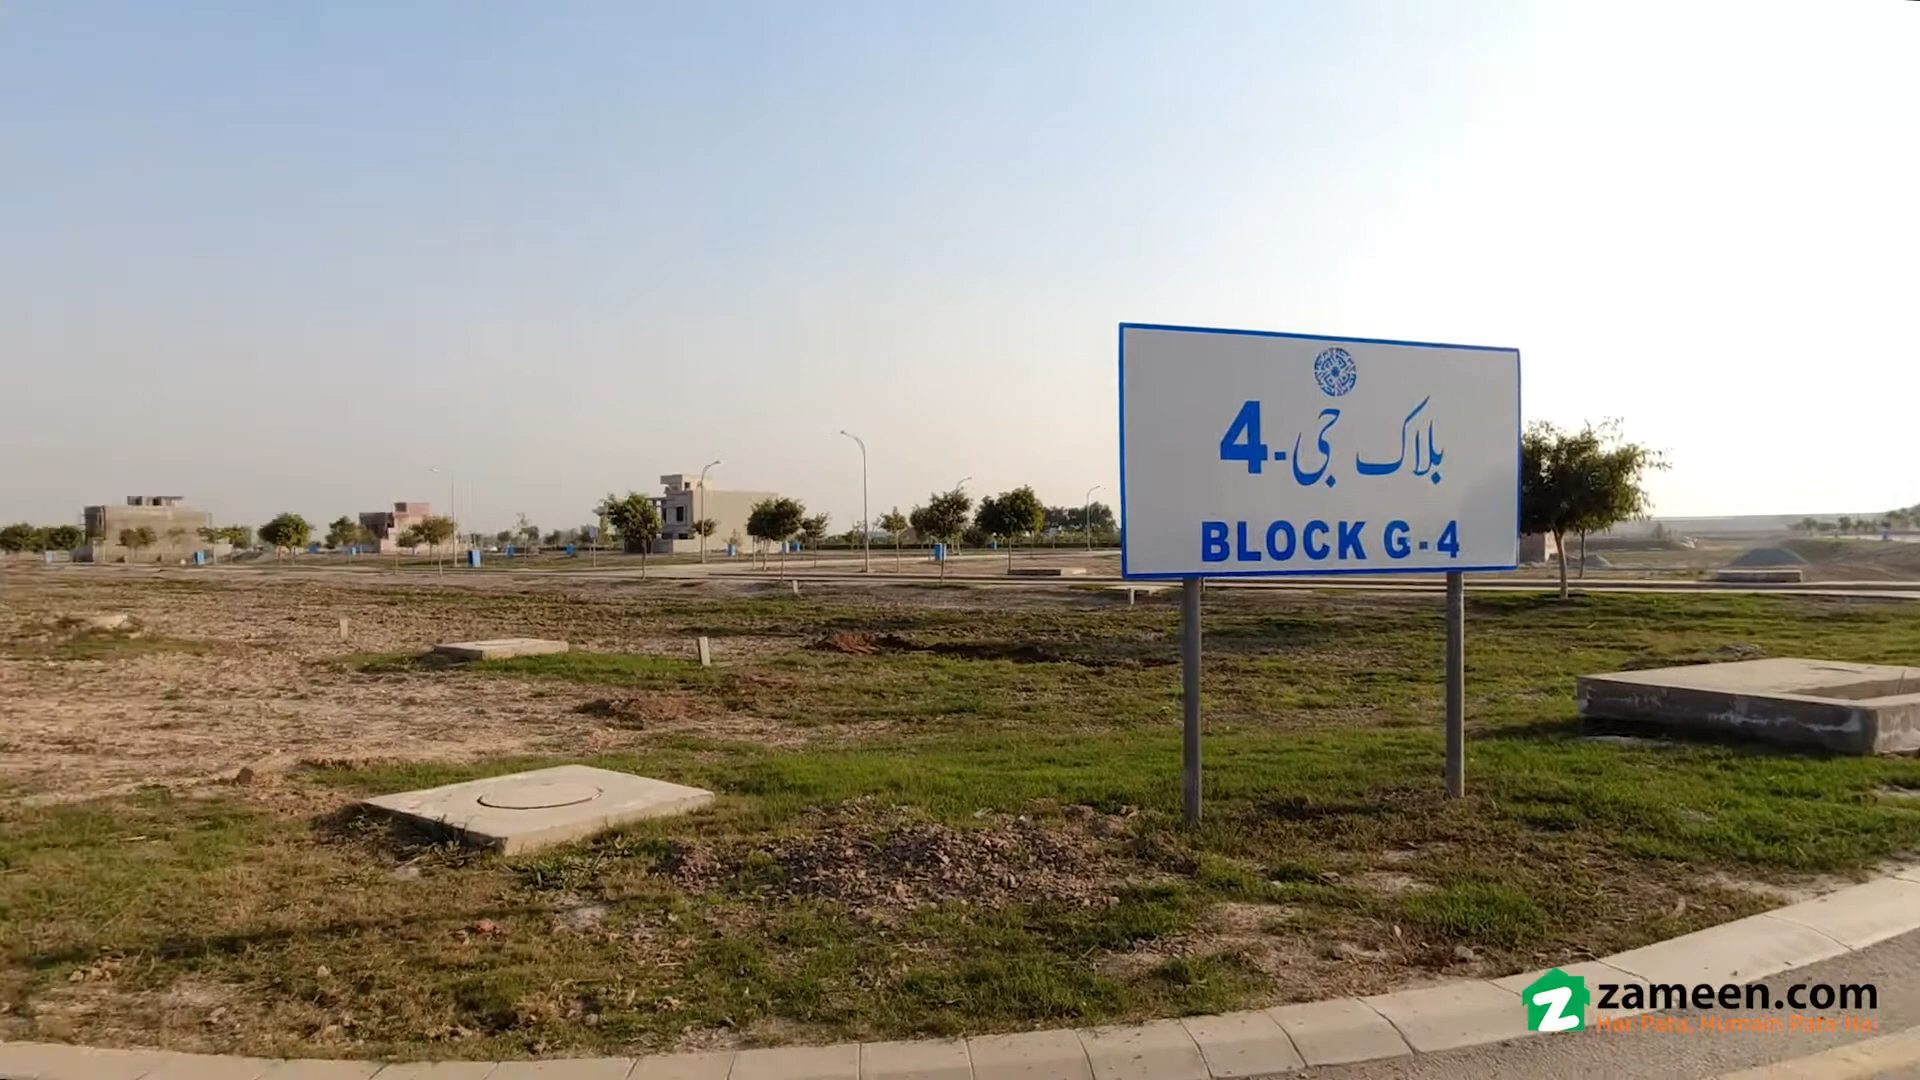 بلاک جی-4
BLOCK G-4
zameen.com
Har Pata, Humain Pata Hai